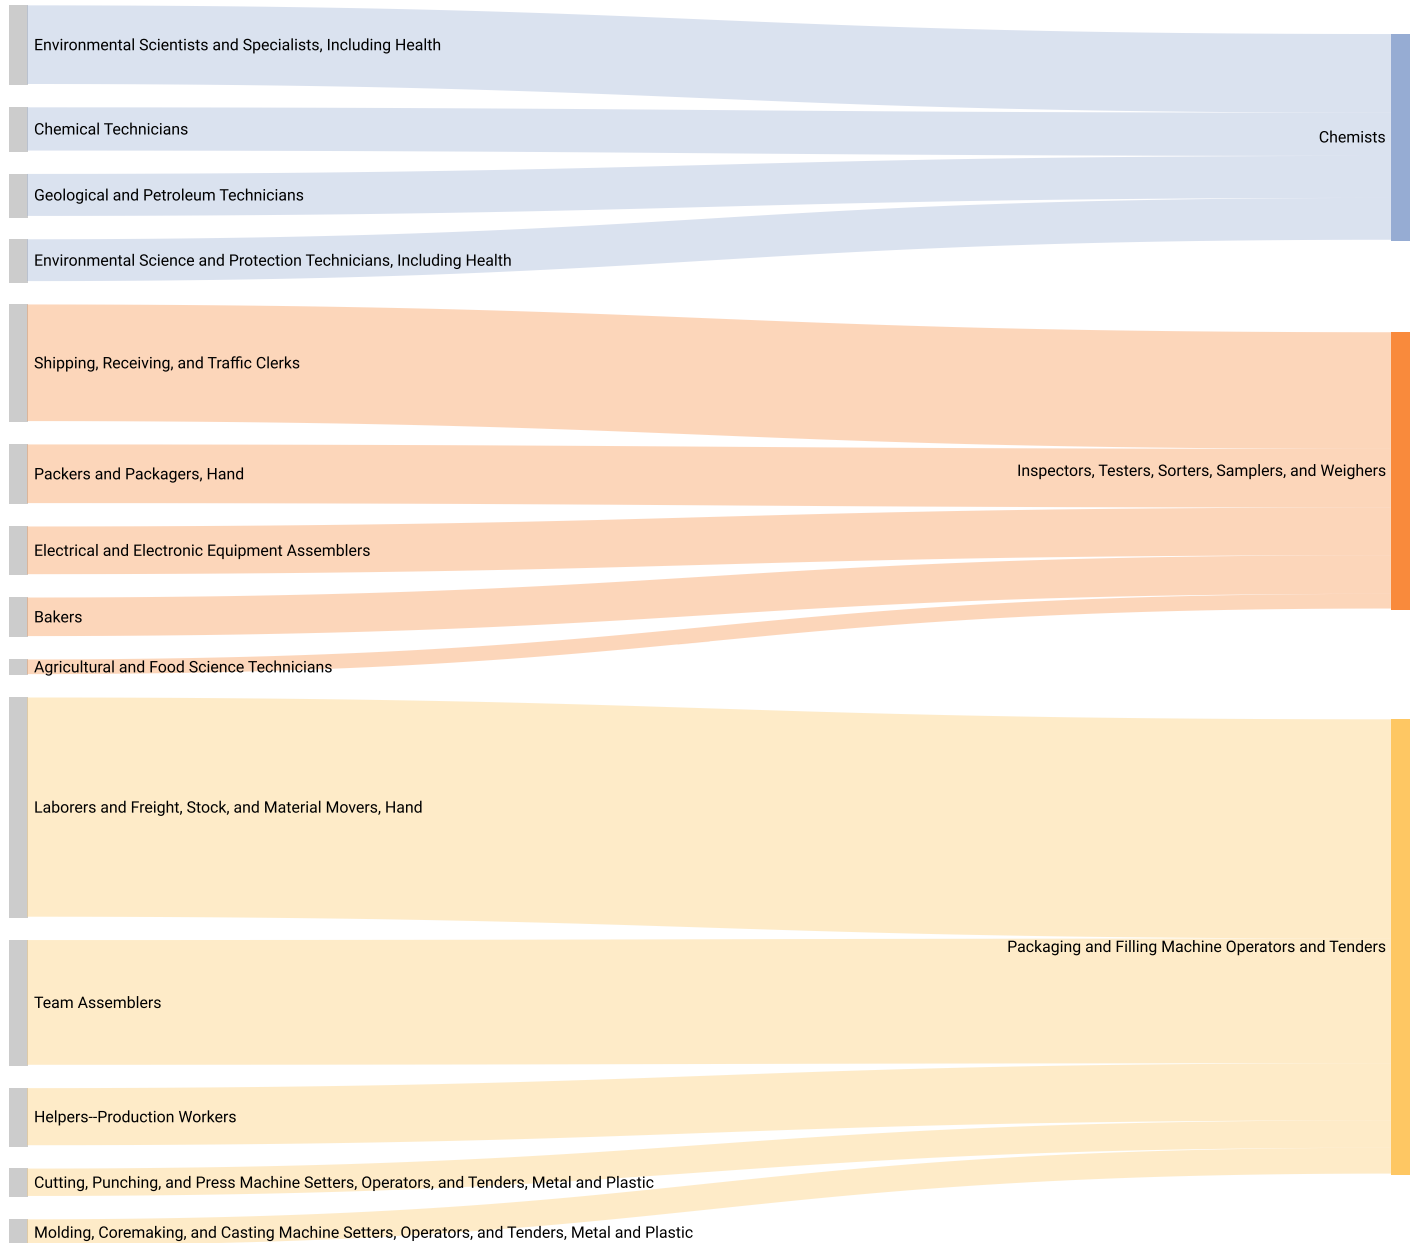 Environmental Scientists and Specialists, Including Health
Chemical Technicians
Chemists
Geological and Petroleum Technicians
Environmental Science and Protection Technicians, Including Health
Shipping, Receiving, and Traffic Clerks
Packers and Packagers, Hand
Inspectors, Testers, Sorters, Samplers, and Weighers
Electrical and Electronic Equipment Assemblers
Bakers
Agricultural and Food Science Technicians
Laborers and Freight, Stock, and Material Movers, Hand
Packaging and Filling Machine Operators and Tenders
Team Assemblers
Helpers--Production Workers
Cutting, Punching, and Press Machine Setters, Operators, and Tenders, Metal and Plastic
Molding, Coremaking, and Casting Machine Setters, Operators, and Tenders, Metal and Plastic